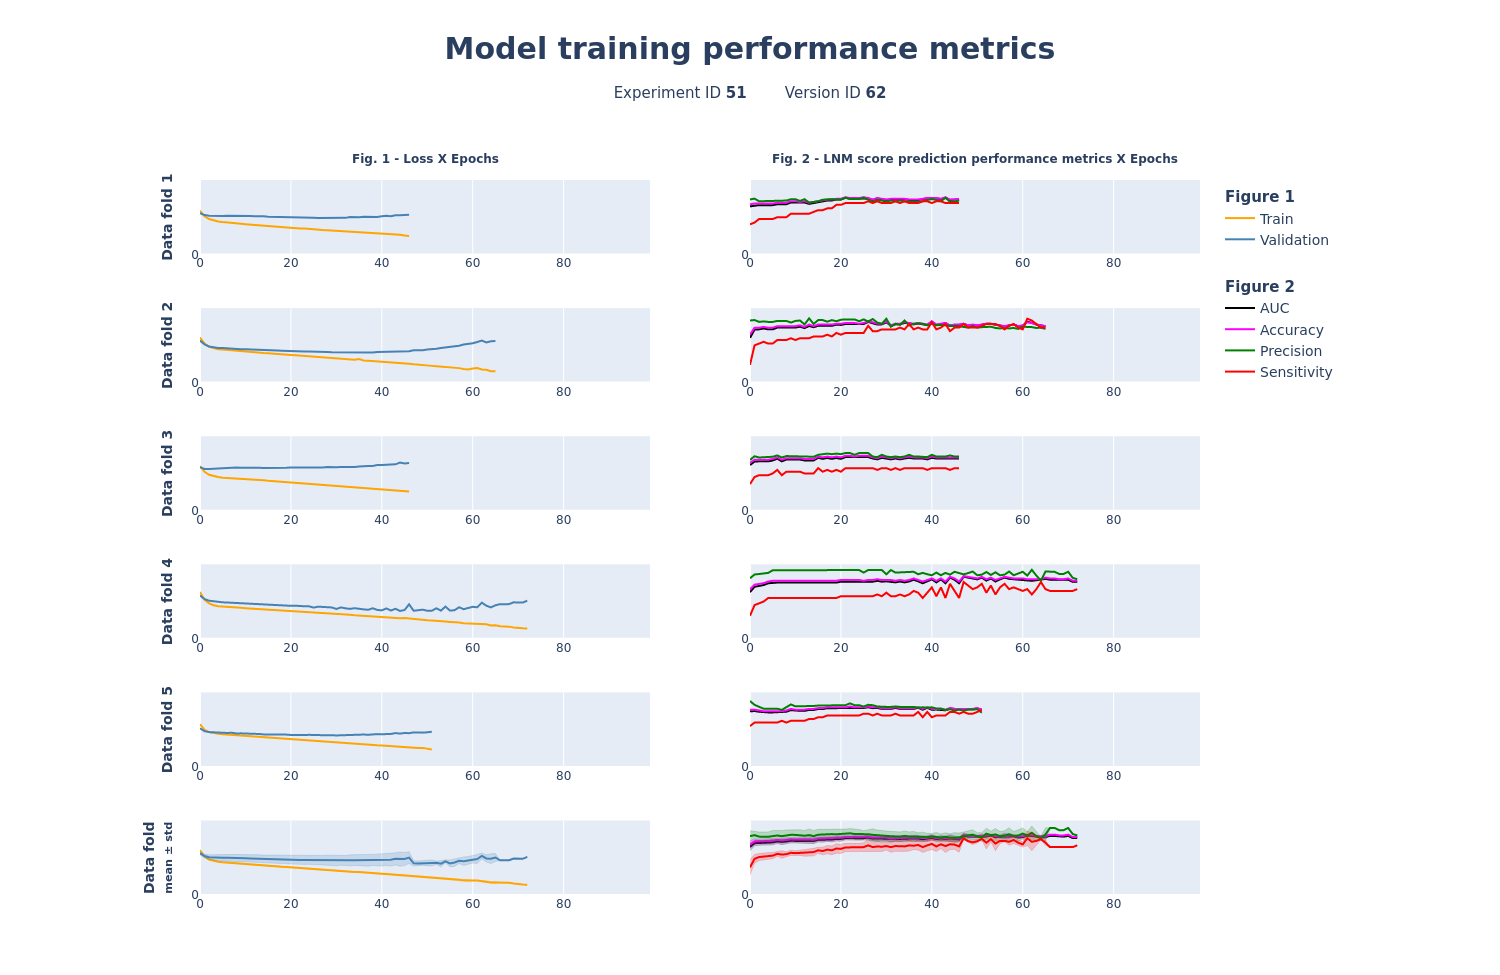 Model training performance metrics
Experiment ID 51 Version ID 62
Fig. 1 - Loss X Epochs
Fig. 2 - LNM score prediction performance metrics X Epochs
Data fold 1
0
0 20 40 60 80
0
0 20 40 60 80
Figure 1
Train
Validation
Figure 2
AUC
Accuracy
Precision
Sensitivity
Data fold 2
0
0 20 40 60 80
0
0 20 40 60 80
Data fold 3
0
0 20 40 60 80
0
0 20 40 60 80
Data fold 4
0
0 20 40 60 80
0
0 20 40 60 80
Data fold 5
0
0 20 40 60 80
0
0 20 40 60 80
Data fold
mean ± std
0
0 20 40 60 80
0
0 20 40 60 80